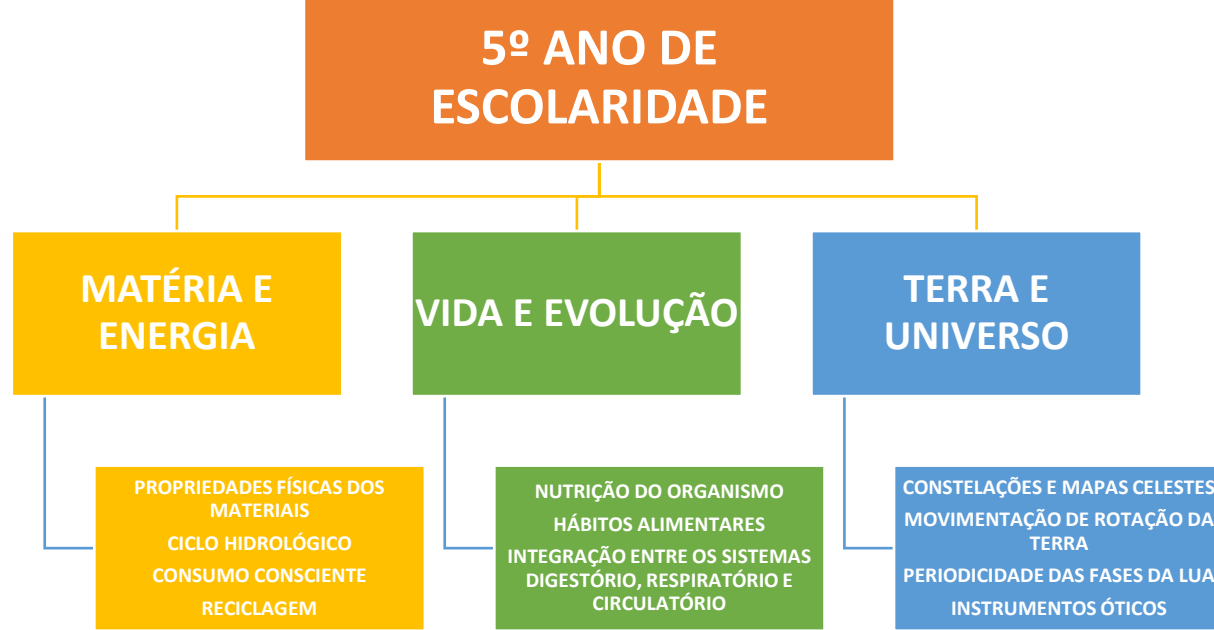 5º ANO DE
ESCOLARIDADE
MATÉRIA E
ENERGIA
VIDA E EVOLUÇÃO
TERRA E
UNIVERSO
PROPRIEDADES FÍSICAS DOS
MATERIAIS
CICLO HIDROLÓGICO
CONSUMO CONSCIENTE
RECICLAGEM
NUTRIÇÃO DO ORGANISMO
HÁBITOS ALIMENTARES
INTEGRAÇÃO ENTRE OS SISTEMAS
DIGESTÓRIO, RESPIRATÓRIO E
CIRCULATÓRIO
CONSTELAÇÕES E MAPAS CELESTES
MOVIMENTAÇÃO DE ROTAÇÃO DA
TERRA
PERIODICIDADE DAS FASES DA LUA
INSTRUMENTOS ÓTICOS